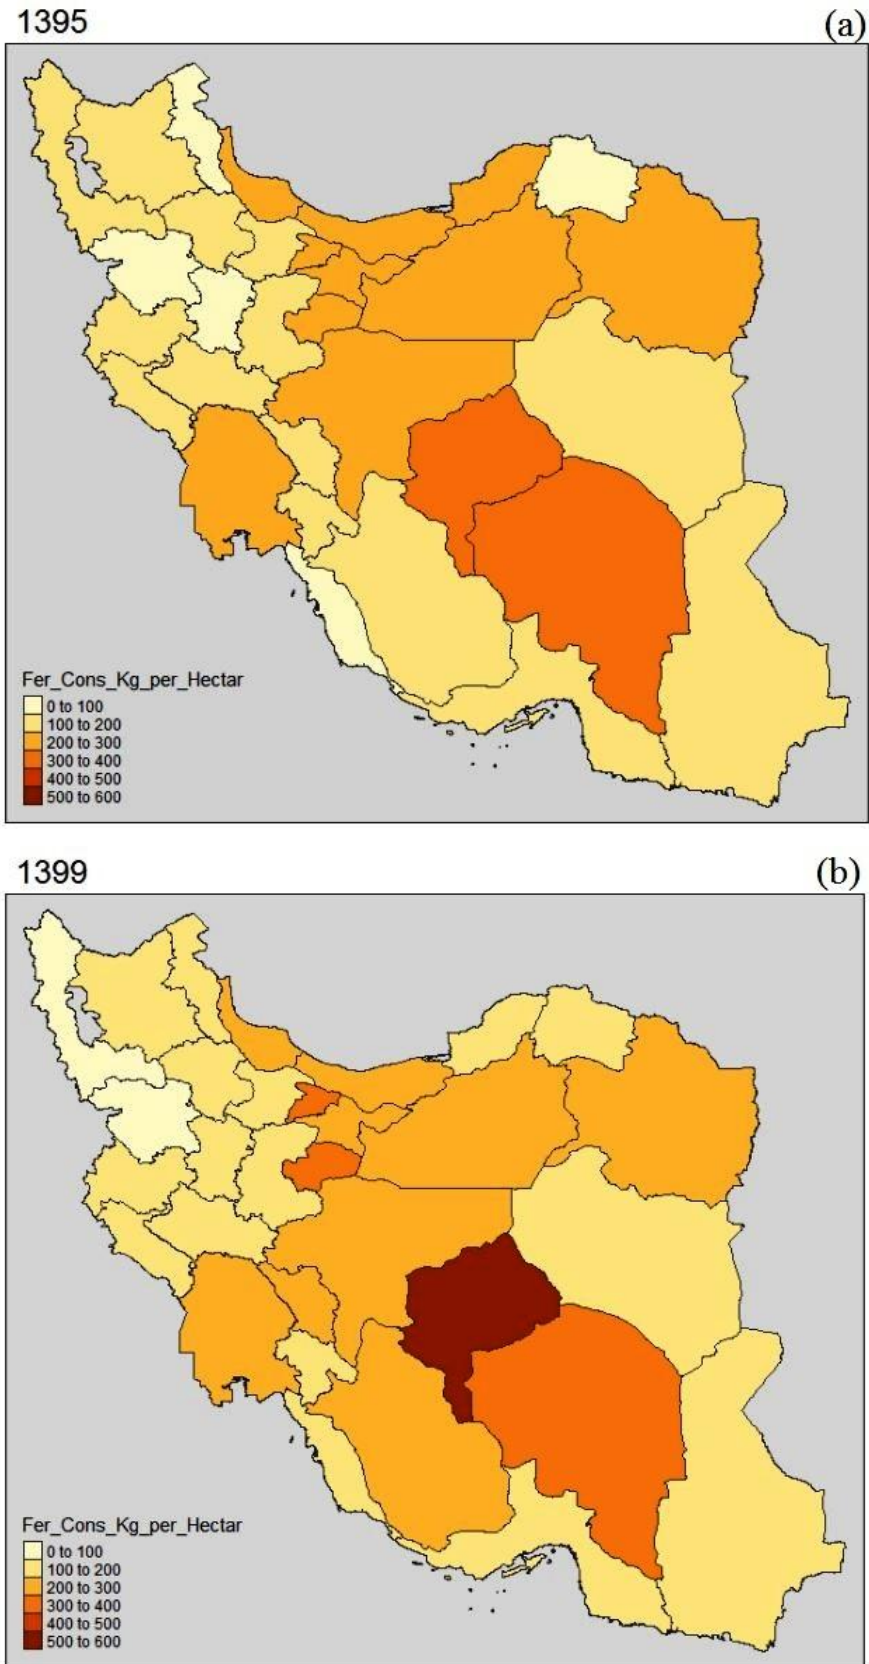 1395
(a)
Fer_Cons_Kg_per_Hectar
0 to 100
100 to 200
200 to 300
300 to 400
400 to 500
500 to 600
1399
(b)
Fer_Cons_Kg_per_Hectar
0 to 100
100 to 200
200 to 300
300 to 400
400 to 500
500 to 600